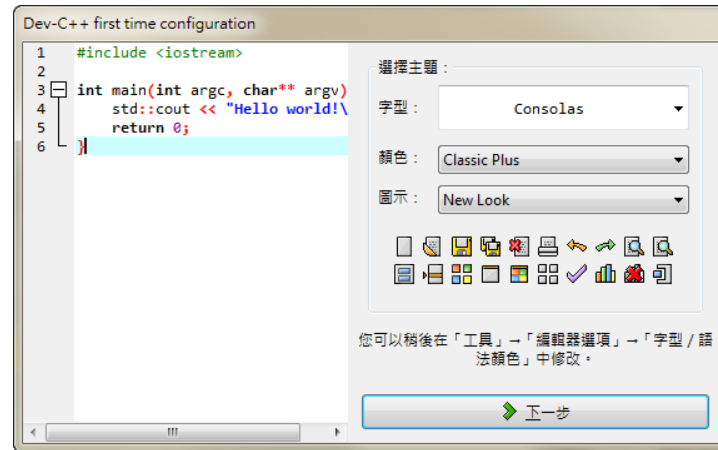 Dev-C++ first time configuration
1 #include <iostream>
2
3 int main(int argc, char** argv)
4 std::cout << "Hello world!\
5 return 0;
6 }
選擇主題：
字型： Consolas
顏色： Classic Plus
圖示： New Look
您可以稍後在「工具」→「編輯器選項」→「字型 / 語
法顏色」中修改。
下一步